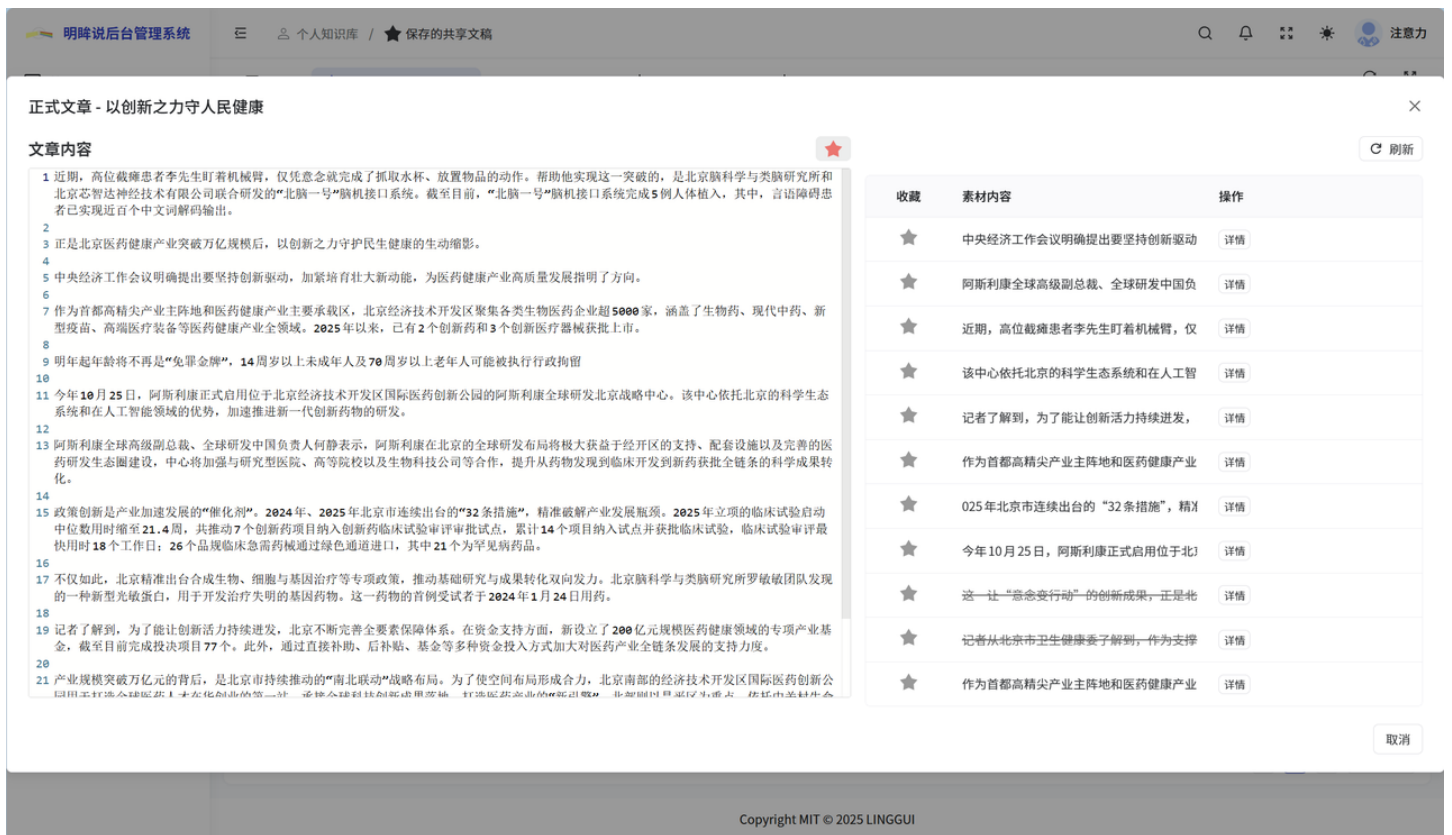 明眸说后台管理系统
个人知识库 / 保存的共享文稿
注意力
正式文章 - 以创新之力守人民健康
文章内容
刷新
1 近期，高位截瘫患者李先生盯着机械臂，仅凭意念就完成了抓取水杯、放置物品的动作。帮助他实现这一突破的，是北京脑科学与类脑研究所和
北京芯智达神经技术有限公司联合研发的“北脑一号”脑机接口系统。截至目前，“北脑一号”脑机接口系统完成5例人体植入，其中，言语障碍患
者已实现近百个中文词解码输出。
2
3 正是北京医药健康产业突破万亿规模后，以创新之力守护民生健康的生动缩影。
4
5 中央经济工作会议明确提出要坚持创新驱动，加紧培育壮大新动能，为医药健康产业高质量发展指明了方向。
6
7 作为首都高精尖产业主阵地和医药健康产业主要承载区，北京经济技术开发区聚集各类生物医药企业超5000家，涵盖了生物药、现代中药、新
型疫苗、高端医疗装备等医药健康产业全领域。2025年以来，已有2个创新药和3个创新医疗器械获批上市。
8
9 明年起年龄将不再是“免罪金牌”，14周岁以上未成年人及70周岁以上老年人可能被执行行政拘留
10
11 今年10月25日，阿斯利康正式启用位于北京经济技术开发区国际医药创新公园的阿斯利康全球研发北京战略中心。该中心依托北京的科学生态
系统和在人工智能领域的优势，加速推进新一代创新药物的研发。
12
13 阿斯利康全球高级副总裁、全球研发中国负责人何静表示，阿斯利康在北京的全球研发布局将极大获益于经开区的支持、配套设施以及完善的医
药研发生态圈建设，中心将加强与研究型医院、高等院校以及生物科技公司等合作，提升从药物发现到临床开发到新药获批全链条的科学成果转
化。
14
15 政策创新是产业加速发展的“催化剂”。2024年、2025年北京市连续出台的“32条措施”，精准破解产业发展瓶颈。2025年立项的临床试验启动
中位数用时缩至21.4周，共推动7个创新药项目纳入创新药临床试验审评审批试点，累计14个项目纳入试点并获批临床试验，临床试验审评最
快用时18个工作日；26个品规临床急需药械通过绿色通道进口，其中21个为罕见病药品。
16
17 不仅如此，北京精准出台合成生物、细胞与基因治疗等专项政策，推动基础研究与成果转化双向发力。北京脑科学与类脑研究所罗敏敏团队发现
的一种新型光敏蛋白，用于开发治疗失明的基因药物。这一药物的首例受试者于2024年1月24日用药。
18
19 记者了解到，为了能让创新活力持续迸发，北京不断完善全要素保障体系。在资金支持方面，新设立了200亿元规模医药健康领域的专项产业基
金，截至目前完成投决项目77个。此外，通过直接补助、后补贴、基金等多种资金投入方式加大对医药产业全链条发展的支持力度。
20
21 产业规模突破万亿元的背后，是北京市持续推动的“南北联动”战略布局。为了使空间布局形成合力，北京南部的经济技术开发区国际医药创新公
园用于打造全球医药人才在华创业的第一站，承接全球科技创新成果落地，打造医药产业的“新引擎”。北部则以昌平区为重点，依托中关村生命
收藏 素材内容 操作
中央经济工作会议明确提出要坚持创新驱动 详情
阿斯利康全球高级副总裁、全球研发中国负 详情
近期，高位截瘫患者李先生盯着机械臂，仅 详情
该中心依托北京的科学生态系统和在人工智 详情
记者了解到，为了能让创新活力持续迸发， 详情
作为首都高精尖产业主阵地和医药健康产业 详情
025年北京市连续出台的“32条措施”，精准 详情
今年10月25日，阿斯利康正式启用位于北京 详情
这一让“意念变行动”的创新成果，正是北 详情
记者从北京市卫生健康委了解到，作为支撑 详情
作为首都高精尖产业主阵地和医药健康产业 详情
取消
Copyright MIT © 2025 LINGGUI